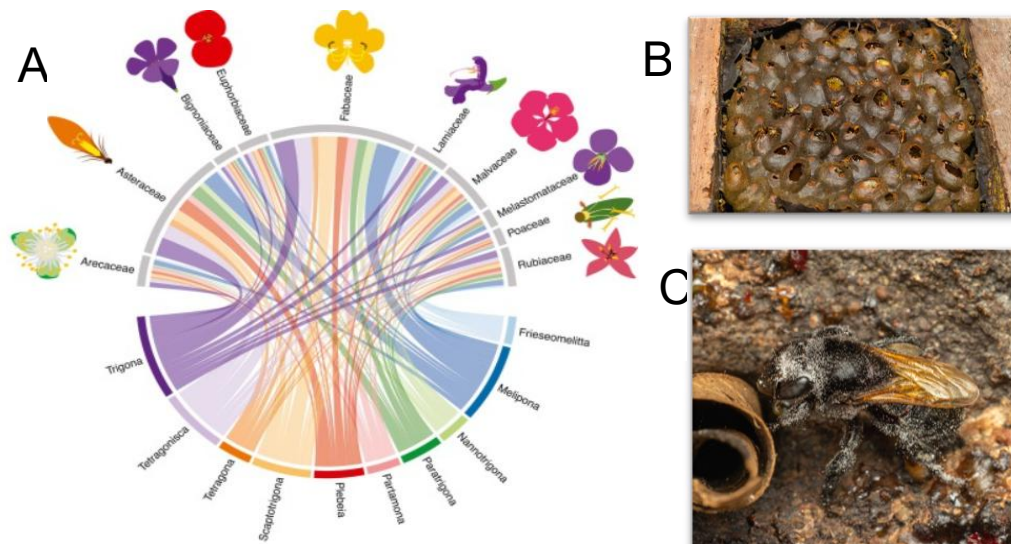 A
Arecaceae
Asteraceae
Bignoniaceae
Euphorbiaceae
Fabaceae
Lamiaceae
Malvaceae
Melastomataceae
Poaceae
Rubiaceae
Frieseomelitta
Melipona
Nannotrigona
Paratrigona
Partamona
Plebeia
Scaptotrigona
Tetragona
Tetragonisca
Trigona
B
C